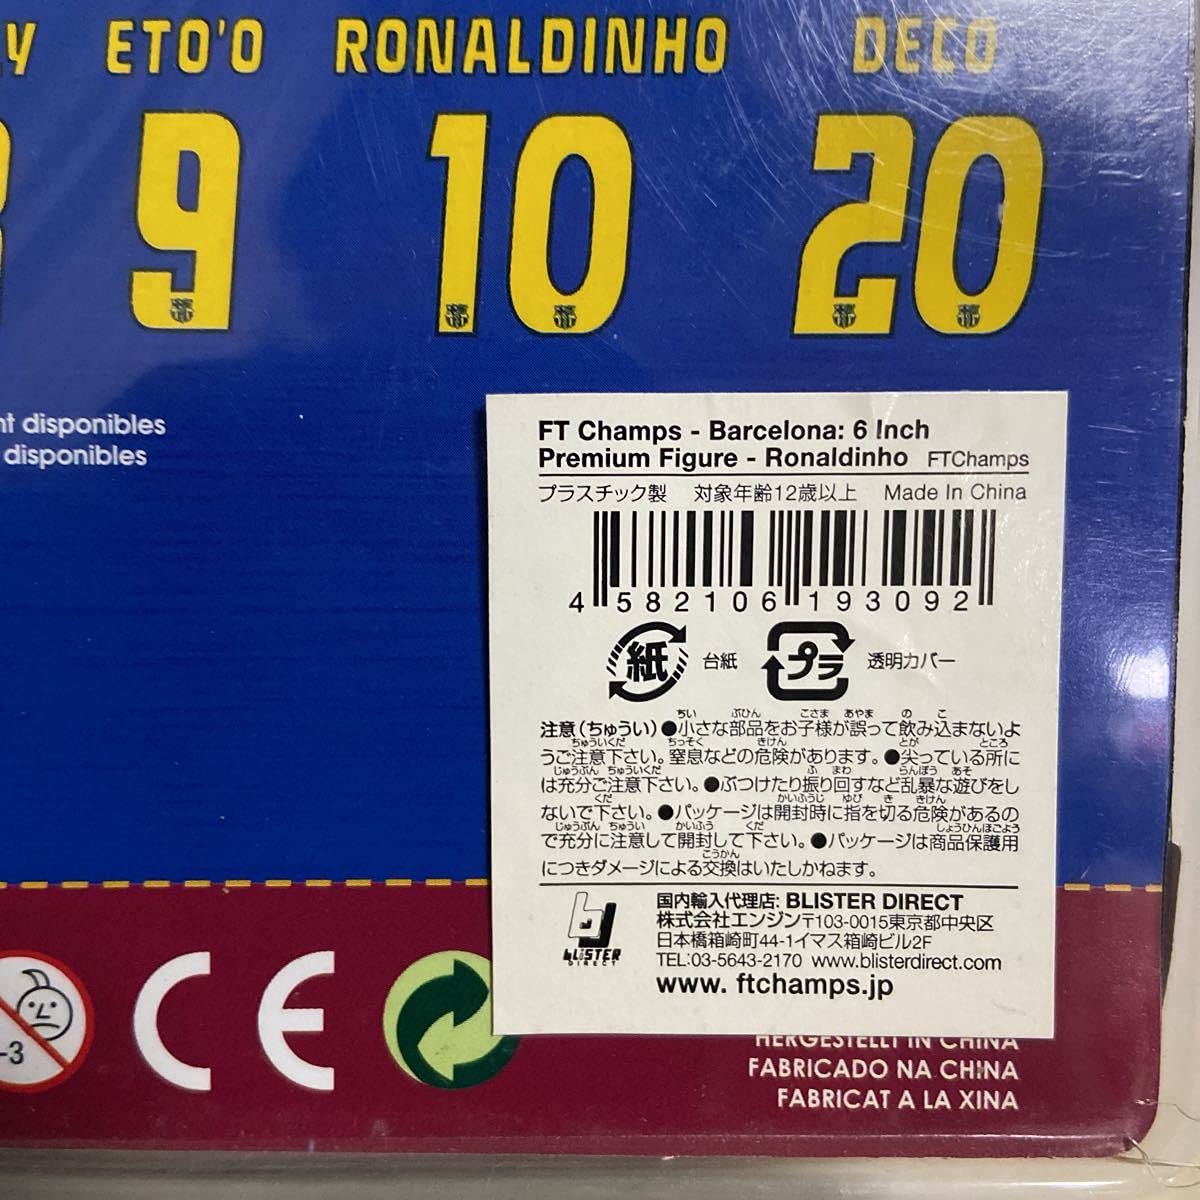 LY ETO'O RONALDINHO DECO
9 10 20
nt disponibles
disponibles
FT Champs - Barcelona: 6 Inch
Premium Figure - Ronaldinho FTChamps
プラスチック製 対象年齢12歳以上 Made In China
4 582106 193092
紙 台紙 プラ 透明カバー
注意(ちゅうい)●小さな部品をお子様が誤って飲み込まないよ
うご注意下さい。窒息などの危険があります。●尖っている所に
は充分ご注意下さい。●ぶつけたり振り回すなど乱暴な遊びをし
ないで下さい。●パッケージは開封時に指を切る危険があるの
で充分に注意して開封して下さい。●パッケージは商品保護用
につきダメージによる交換はいたしかねます。
BLISTER
DIRECT
国内輸入代理店: BLISTER DIRECT
株式会社エンジン〒103-0015東京都中央区
日本橋箱崎町44-1イマス箱崎ビル2F
TEL:03-5643-2170 www.blisterdirect.com
www. ftchamps.jp
-3
CE
HERGESTELLT IN CHINA
FABRICADO NA CHINA
FABRICAT A LA XINA